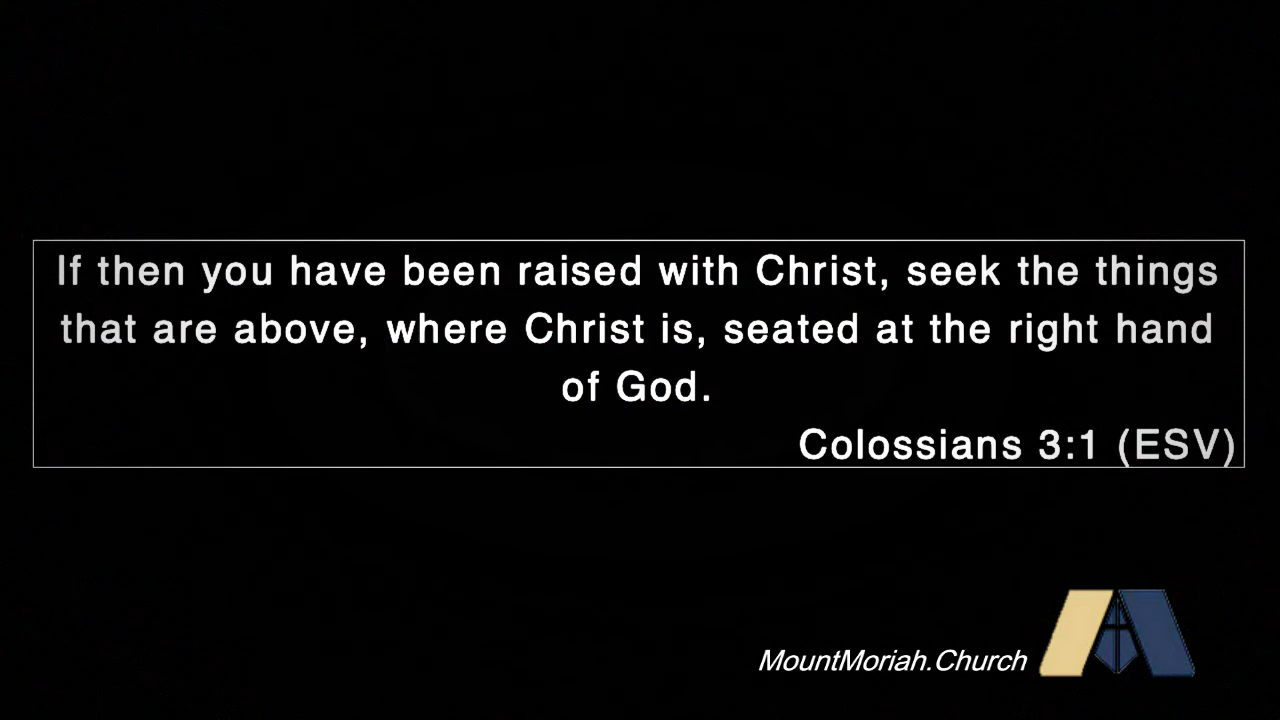 If then you have been raised with Christ, seek the things
that are above, where Christ is, seated at the right hand
of God.
Colossians 3:1 (ESV)
MountMoriah.Church